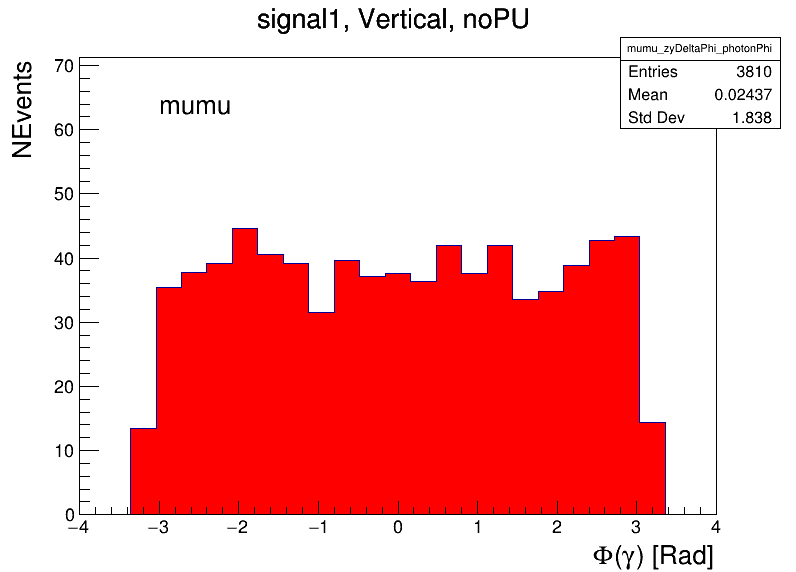 signal1, Vertical, noPU
mumu_zyDeltaPhi_photonPhi
Entries 3810
Mean 0.02437
Std Dev 1.838
NEvents
mumu
70
60
50
40
30
20
10
0
−4 −3 −2 −1 0 1 2 3 4
Φ(γ) [Rad]